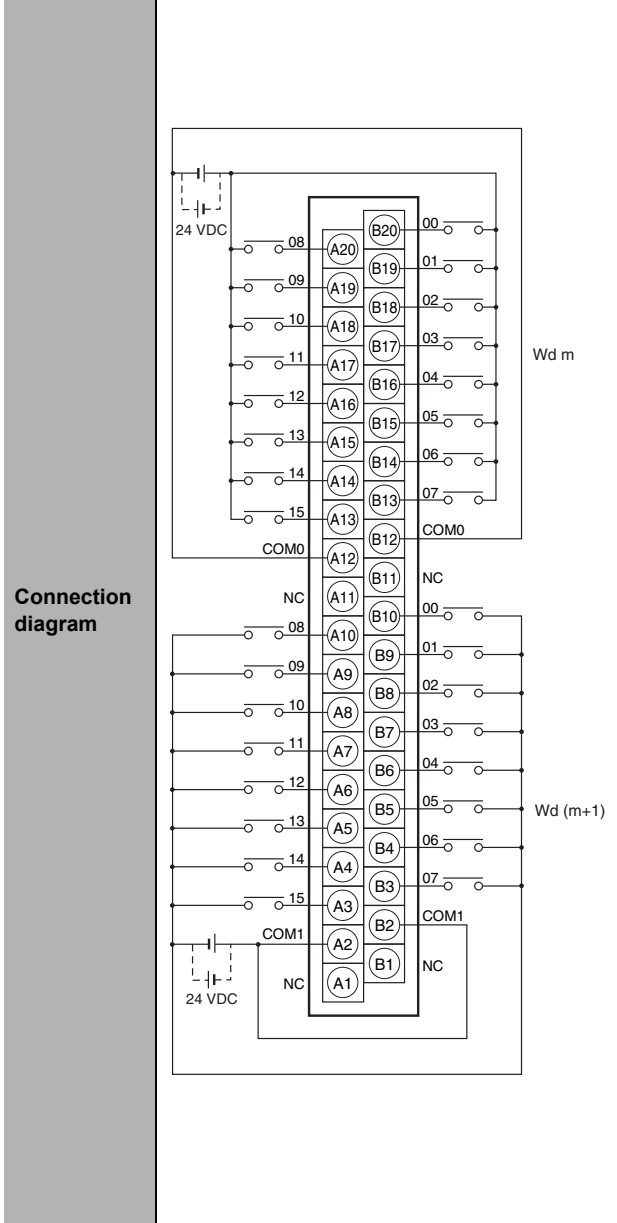 Connection
diagram
24 VDC
08 A20 B20 00
09 A19 B19 01
10 A18 B18 02
11 A17 B17 03
12 A16 B16 04
13 A15 B15 05
14 A14 B14 06
15 A13 B13 07
Wd m
COM0 A12 B12 COM0
NC A11 B11 NC
08 A10 B10 00
09 A9 B9 01
10 A8 B8 02
11 A7 B7 03
12 A6 B6 04
13 A5 B5 05
14 A4 B4 06
15 A3 B3 07
Wd (m+1)
COM1 A2 B2 COM1
NC A1 B1 NC
24 VDC